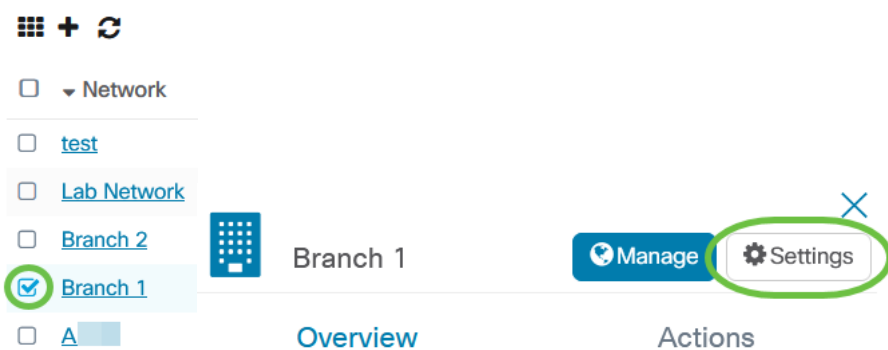 Network
test
Lab Network
Branch 2
Branch 1
A
Branch 1
Manage
Settings
Overview
Actions